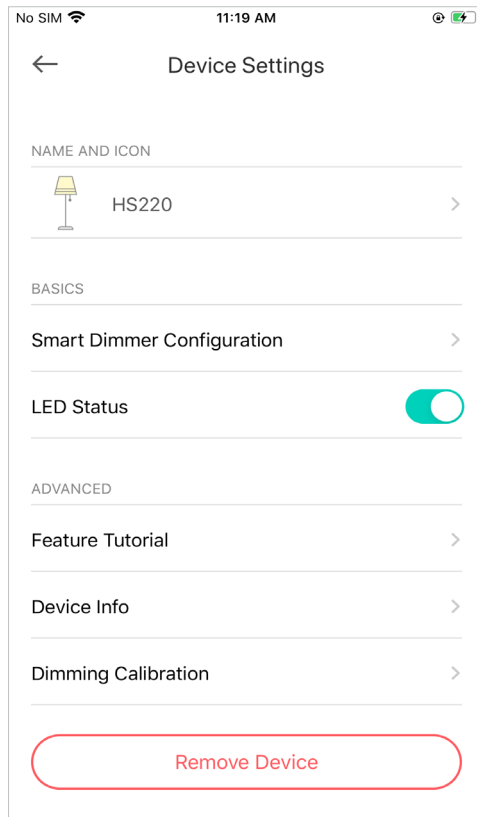 No SIM 11:19 AM
Device Settings
NAME AND ICON
HS220
BASICS
Smart Dimmer Configuration
LED Status
ADVANCED
Feature Tutorial
Device Info
Dimming Calibration
Remove Device